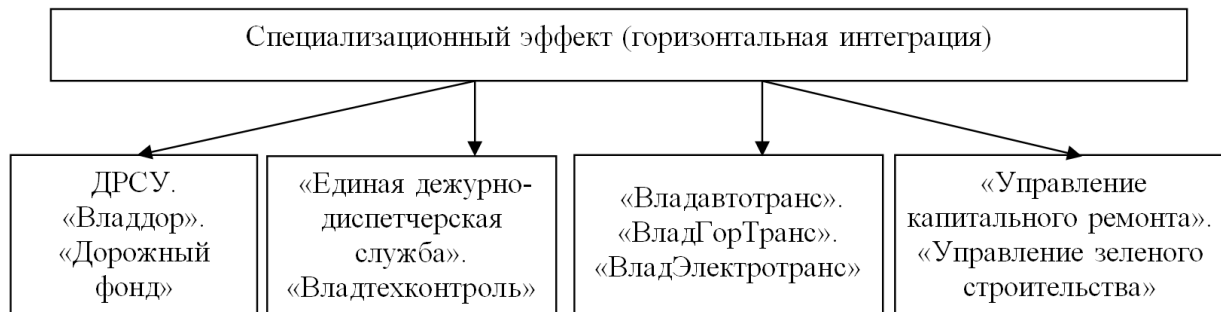 Специализационный эффект (горизонтальная интеграция)
ДРСУ.
«Владдор».
«Дорожный
фонд»
«Единая дежурно-
диспетчерская
служба».
«Владтехконтроль»
«Владавтотранс».
«ВладГорТранс».
«ВладЭлектротранс»
«Управление
капитального ремонта».
«Управление зеленого
строительства»